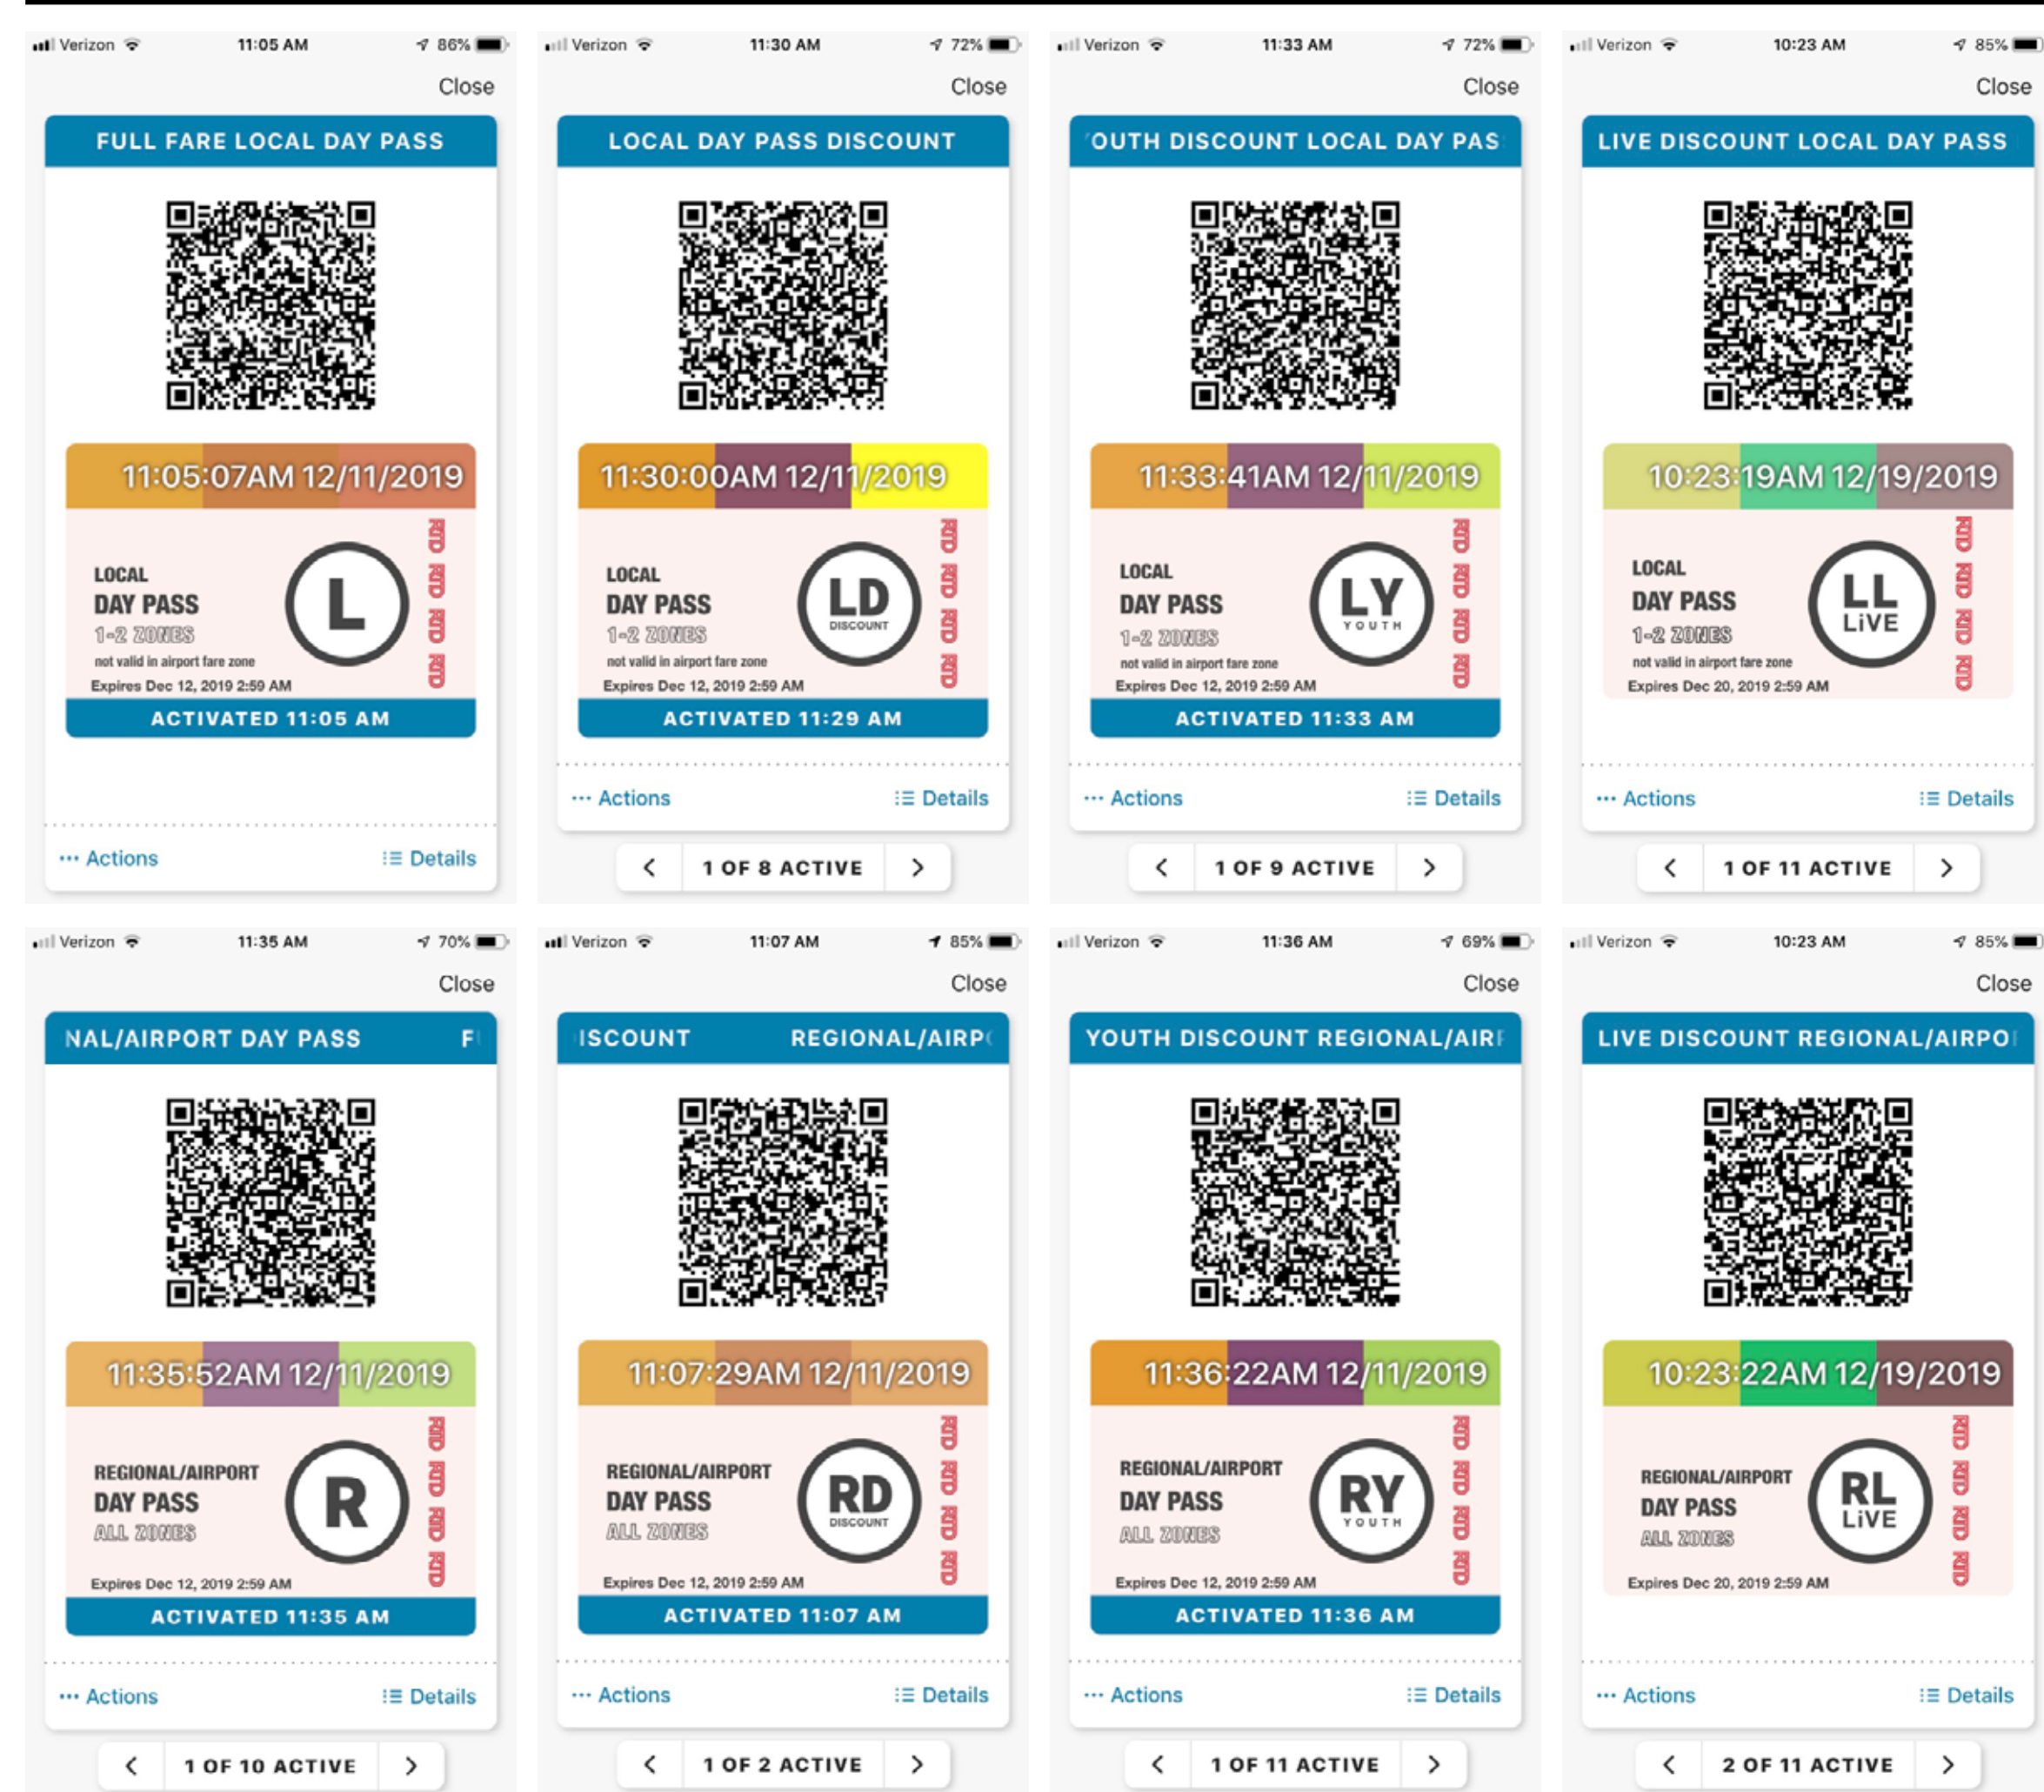 Verizon 11:05 AM 86%
Close
FULL FARE LOCAL DAY PASS
11:05:07AM 12/11/2019
LOCAL
DAY PASS
1-2 ZONES
not valid in airport fare zone
Expires Dec 12, 2019 2:59 AM
L
RTD RTD RTD RTD
ACTIVATED 11:05 AM
··· Actions Details
Verizon 11:30 AM 72%
Close
LOCAL DAY PASS DISCOUNT
11:30:00AM 12/11/2019
LOCAL
DAY PASS
1-2 ZONES
not valid in airport fare zone
Expires Dec 12, 2019 2:59 AM
LD
DISCOUNT
RTD RTD RTD RTD
ACTIVATED 11:29 AM
··· Actions Details
< 1 OF 8 ACTIVE >
Verizon 11:33 AM 72%
Close
OUTH DISCOUNT LOCAL DAY PAS
11:33:41AM 12/11/2019
LOCAL
DAY PASS
1-2 ZONES
not valid in airport fare zone
Expires Dec 12, 2019 2:59 AM
LY
YOUTH
RTD RTD RTD RTD
ACTIVATED 11:33 AM
··· Actions Details
< 1 OF 9 ACTIVE >
Verizon 10:23 AM 85%
Close
LIVE DISCOUNT LOCAL DAY PASS
10:23:19AM 12/19/2019
LOCAL
DAY PASS
1-2 ZONES
not valid in airport fare zone
Expires Dec 20, 2019 2:59 AM
LL
LiVE
RTD RTD RTD RTD
··· Actions Details
< 1 OF 11 ACTIVE >
Verizon 11:35 AM 70%
Close
NAL/AIRPORT DAY PASS F
11:35:52AM 12/11/2019
REGIONAL/AIRPORT
DAY PASS
ALL ZONES
Expires Dec 12, 2019 2:59 AM
R
RTD RTD RTD RTD
ACTIVATED 11:35 AM
··· Actions Details
< 1 OF 10 ACTIVE >
Verizon 11:07 AM 85%
Close
ISCOUNT REGIONAL/AIRPO
11:07:29AM 12/11/2019
REGIONAL/AIRPORT
DAY PASS
ALL ZONES
Expires Dec 12, 2019 2:59 AM
RD
DISCOUNT
RTD RTD RTD RTD
ACTIVATED 11:07 AM
··· Actions Details
< 1 OF 2 ACTIVE >
Verizon 11:36 AM 69%
Close
YOUTH DISCOUNT REGIONAL/AIR
11:36:22AM 12/11/2019
REGIONAL/AIRPORT
DAY PASS
ALL ZONES
Expires Dec 12, 2019 2:59 AM
RY
YOUTH
RTD RTD RTD RTD
ACTIVATED 11:36 AM
··· Actions Details
< 1 OF 11 ACTIVE >
Verizon 10:23 AM 85%
Close
LIVE DISCOUNT REGIONAL/AIRPO
10:23:22AM 12/19/2019
REGIONAL/AIRPORT
DAY PASS
ALL ZONES
Expires Dec 20, 2019 2:59 AM
RL
LiVE
RTD RTD RTD RTD
··· Actions Details
< 2 OF 11 ACTIVE >